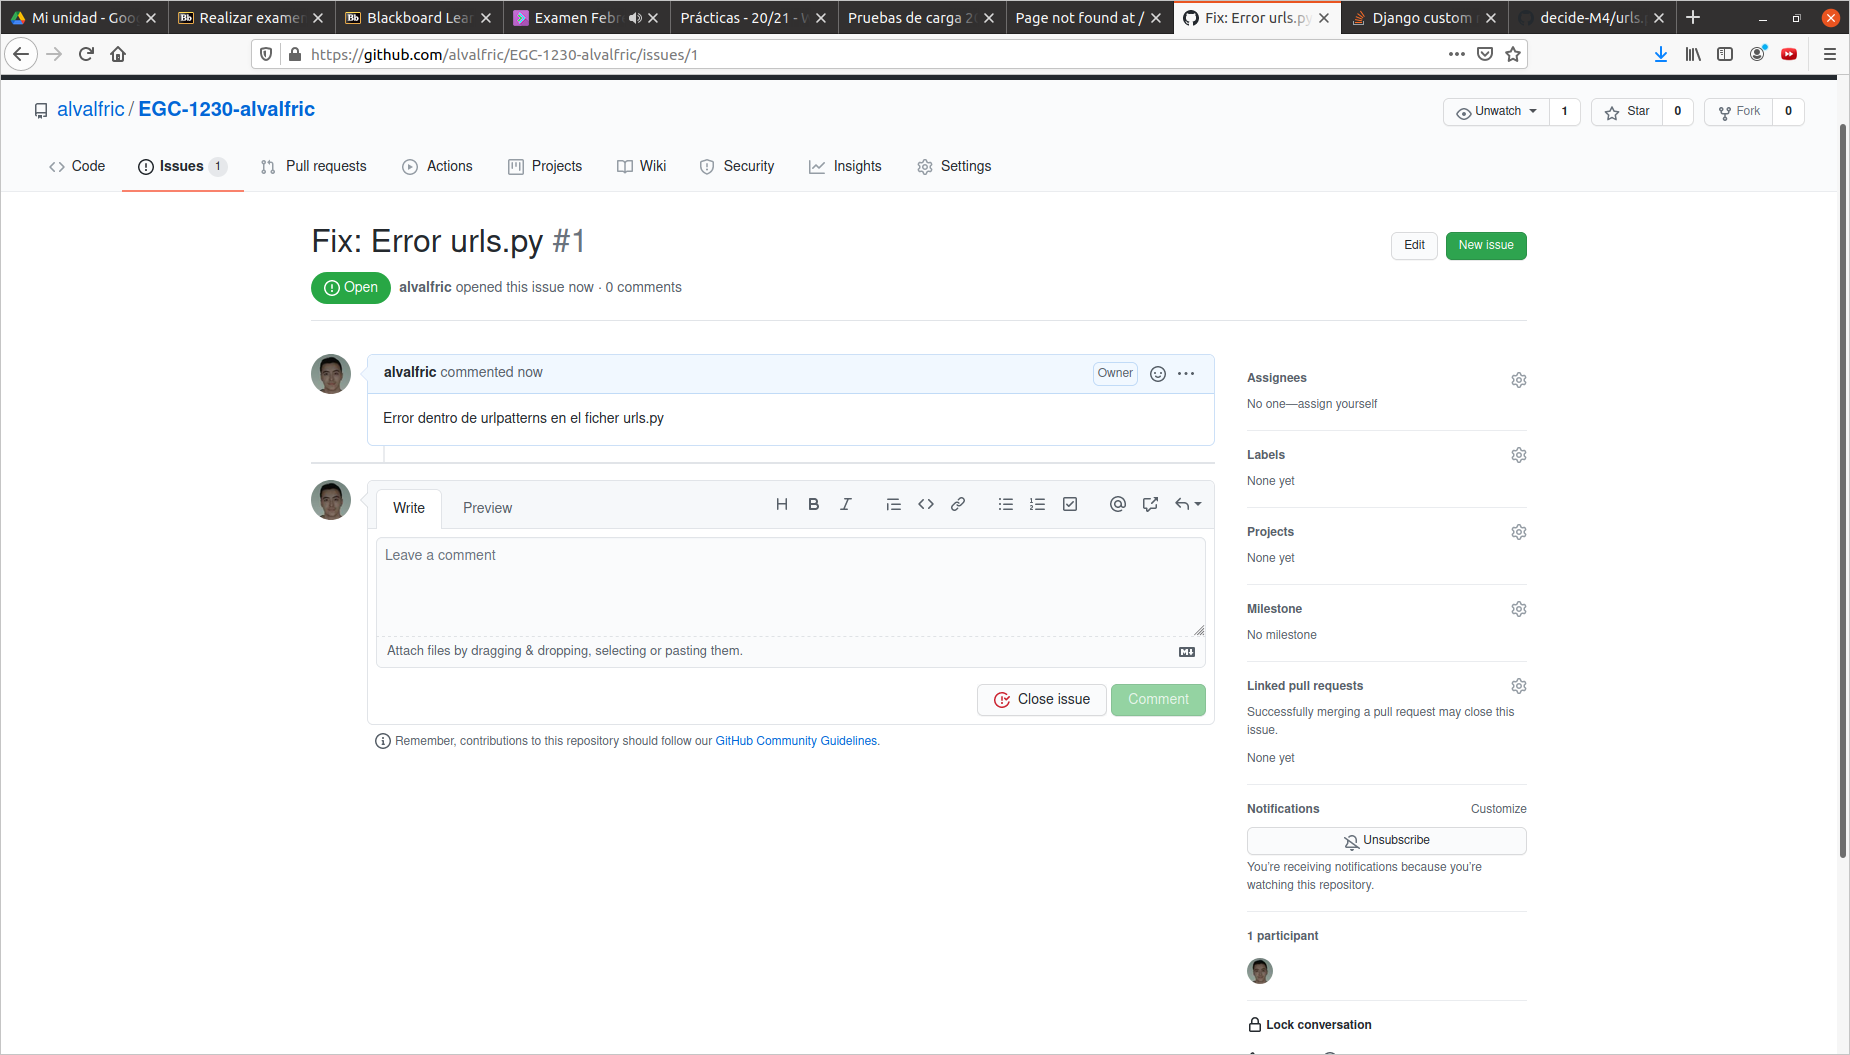 Mi unidad - Goo
Realizar examen
Blackboard Lear
Examen Febr
Prácticas - 20/21 - W
Pruebas de carga 20
Page not found at /
Fix: Error urls.py
Django custom
decide-M4/urls.
https://github.com/alvalfric/EGC-1230-alvalfric/issues/1
alvalfric / EGC-1230-alvalfric
Unwatch 1
Star 0
Fork 0
Code
Issues 1
Pull requests
Actions
Projects
Wiki
Security
Insights
Settings
Fix: Error urls.py #1
Edit
New issue
Open
alvalfric opened this issue now · 0 comments
alvalfric commented now
Owner
Error dentro de urlpatterns en el ficher urls.py
Write
Preview
Leave a comment
Attach files by dragging & dropping, selecting or pasting them.
Close issue
Comment
Remember, contributions to this repository should follow our GitHub Community Guidelines.
Assignees
No one—assign yourself
Labels
None yet
Projects
None yet
Milestone
No milestone
Linked pull requests
Successfully merging a pull request may close this
issue.
None yet
Notifications
Customize
Unsubscribe
You're receiving notifications because you're
watching this repository.
1 participant
Lock conversation